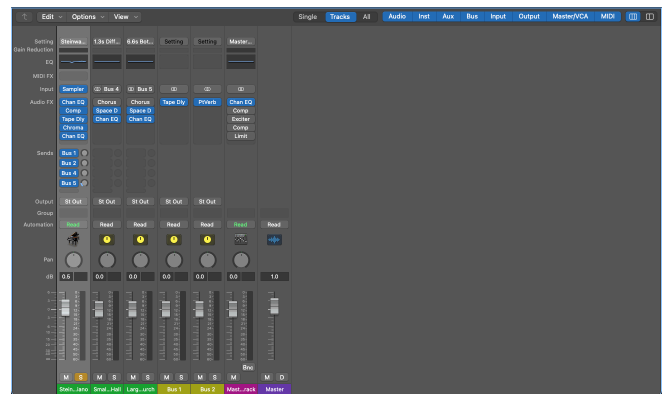 Edit Options View Single Tracks All Audio Inst Aux Bus Input Output Master/VCA MIDI
Setting Steinwa... 1.3s Diff... 6.6s Bot... Setting Setting Master...
Gain Reduction
EQ
MIDI FX
Input Sampler Bus 4 Bus 5
Audio FX Chan EQ Chorus Chorus Tape Dly PtVerb Chan EQ
Comp Space D Space D Comp
Tape Dly Chan EQ Chan EQ Exciter
Chroma Comp
Chan EQ Limit
Sends Bus 1
Bus 2
Bus 4
Bus 5
Output St Out St Out St Out St Out St Out
Group
Automation Read Read Read Read Read Read Read
Pan
dB 0.5 0.0 0.0 0.0 0.0 0.0 1.0
Bnc
M S M S M S M S M S M M D
Stein...iano Smal...Hall Larg...urch Bus 1 Bus 2 Mast...rack Master